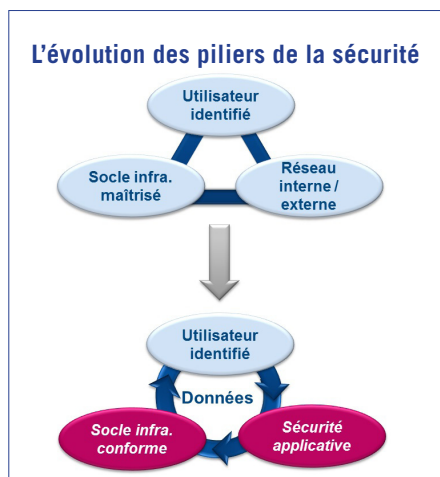 L'évolution des piliers de la sécurité
Utilisateur
identifié
Socle infra.
maîtrisé
Réseau
interne /
externe
Utilisateur
identifié
Données
Socle infra.
conforme
Sécurité
applicative